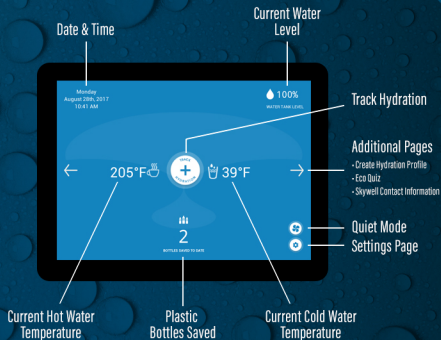 Date & Time
Current Water
Level
Monday
August 28th, 2017
10:41 AM
100%
WATER TANK LEVEL
Track Hydration
Additional Pages
• Create Hydration Profile
• Eco Quiz
• Skywell Contact Information
205°F
TRACK
HYDRATION
39°F
Quiet Mode
Settings Page
2
BOTTLES SAVED TO DATE
Current Hot Water
Temperature
Plastic
Bottles Saved
Current Cold Water
Temperature